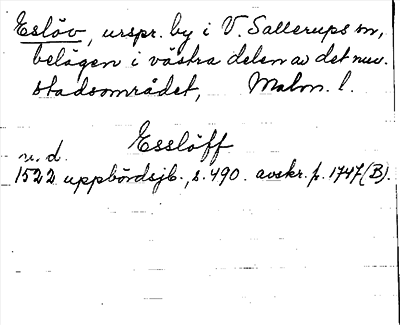 Eslöv, urspr. by i V. Sallerups sn,
belägen i västra delen av det nuv.
stadsområdet, Malm. l.
Esslöff
u. d.
1522 uppbördsjb., s. 490. avskr. f. 1747 (B).